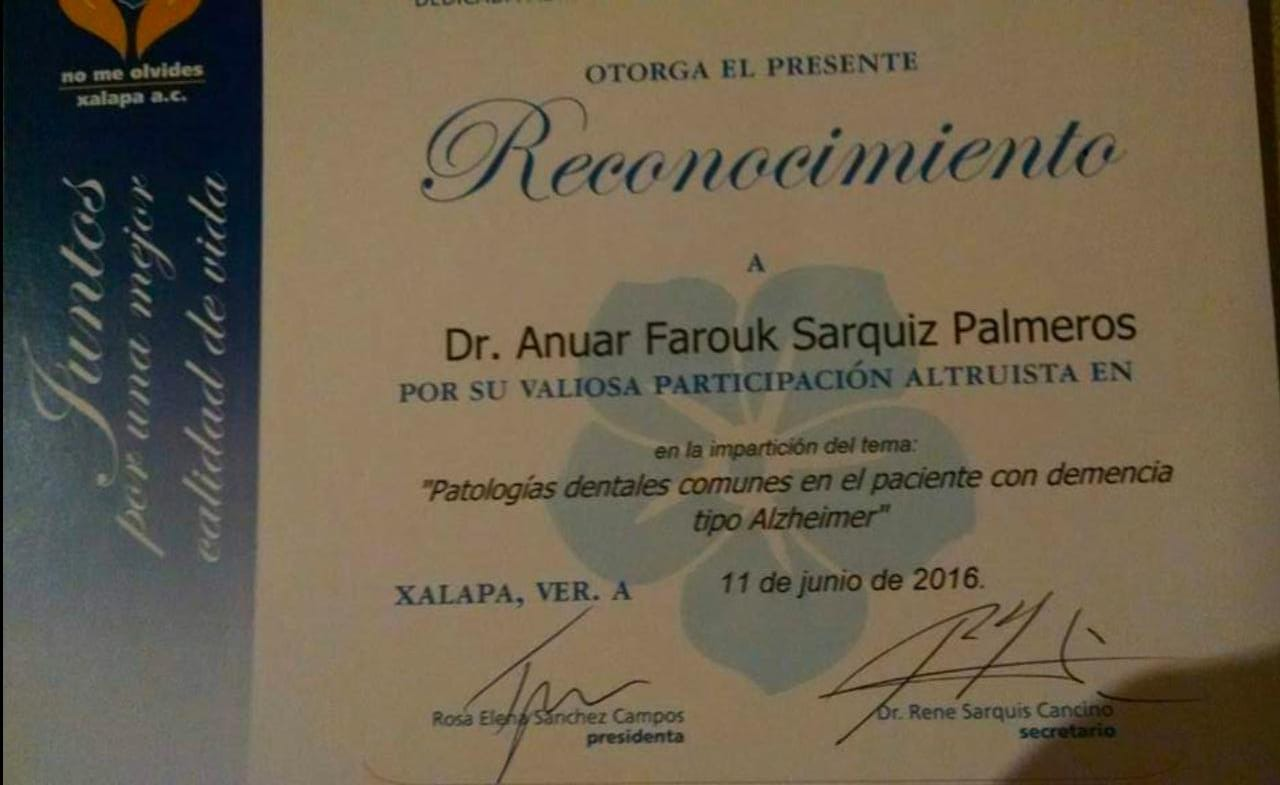 no me olvides
xalapa a.c.
Juntos
por una mejor
calidad de vida
OTORGA EL PRESENTE
Reconocimiento
A
Dr. Anuar Farouk Sarquiz Palmeros
POR SU VALIOSA PARTICIPACIÓN ALTRUISTA EN
en la impartición del tema:
"Patologías dentales comunes en el paciente con demencia
tipo Alzheimer"
XALAPA, VER. A 11 de junio de 2016.
Rosa Elena Sánchez Campos
presidenta
Dr. Rene Sarquis Cancino
secretario